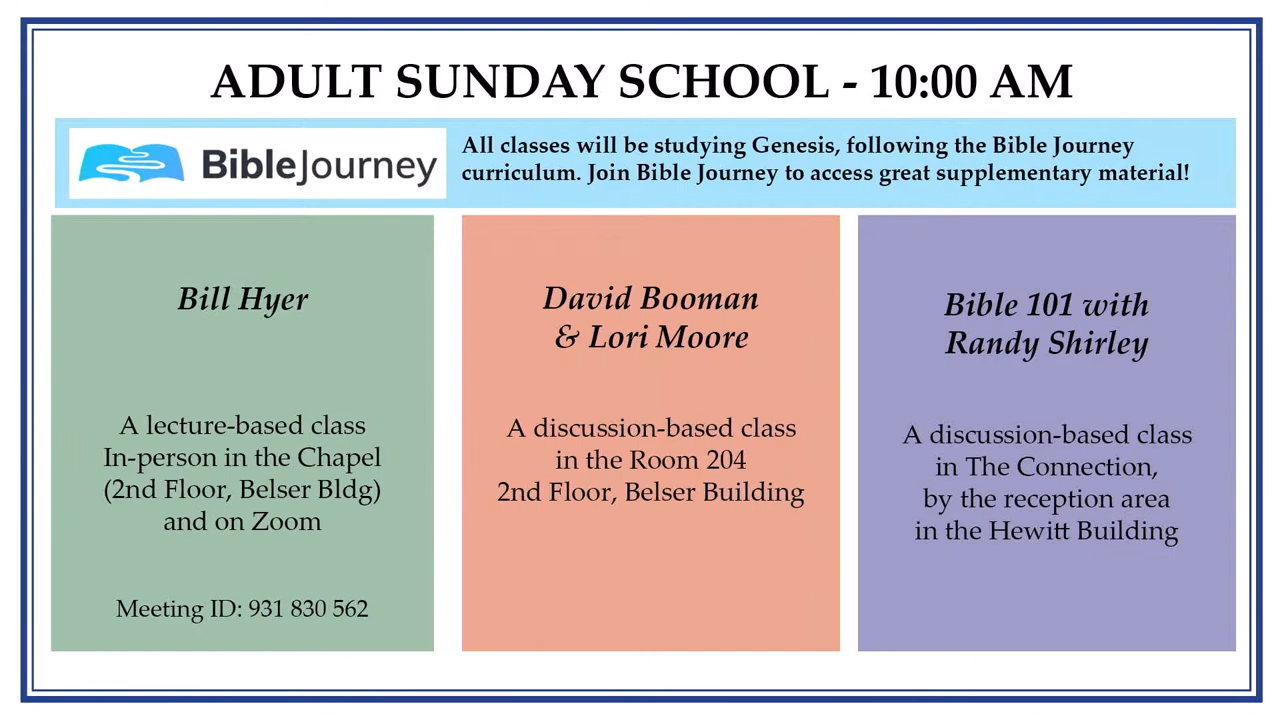 ADULT SUNDAY SCHOOL - 10:00 AM
BibleJourney
All classes will be studying Genesis, following the Bible Journey
curriculum. Join Bible Journey to access great supplementary material!
Bill Hyer
A lecture-based class
In-person in the Chapel
(2nd Floor, Belser Bldg)
and on Zoom
Meeting ID: 931 830 562
David Booman
& Lori Moore
A discussion-based class
in the Room 204
2nd Floor, Belser Building
Bible 101 with
Randy Shirley
A discussion-based class
in The Connection,
by the reception area
in the Hewitt Building